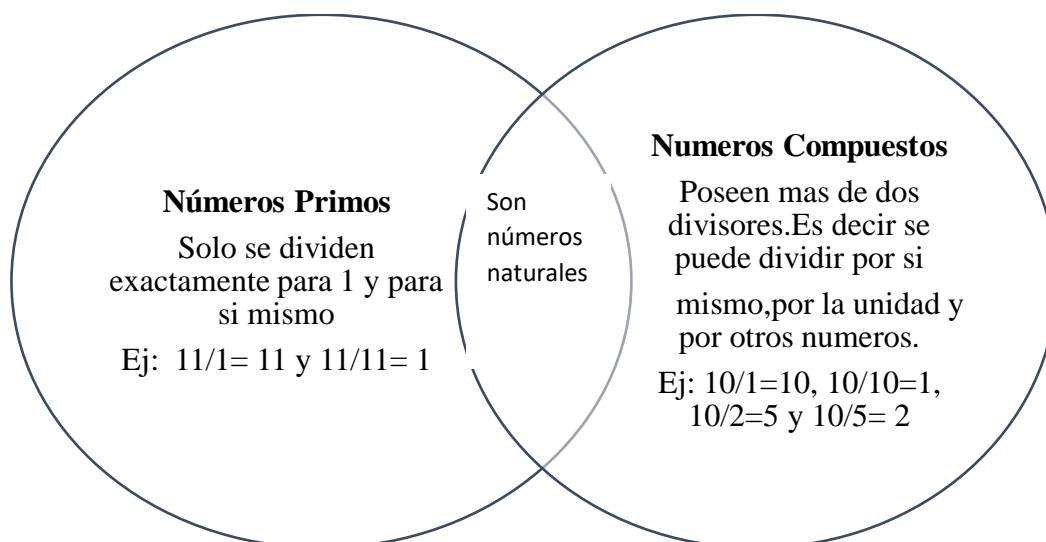 Números Primos
Solo se dividen
exactamente para 1 y para
si mismo
Ej: 11/1= 11 y 11/11= 1
Son
números
naturales
Numeros Compuestos
Poseen mas de dos
divisores.Es decir se
puede dividir por si
mismo,por la unidad y
por otros numeros.
Ej: 10/1=10, 10/10=1,
10/2=5 y 10/5= 2